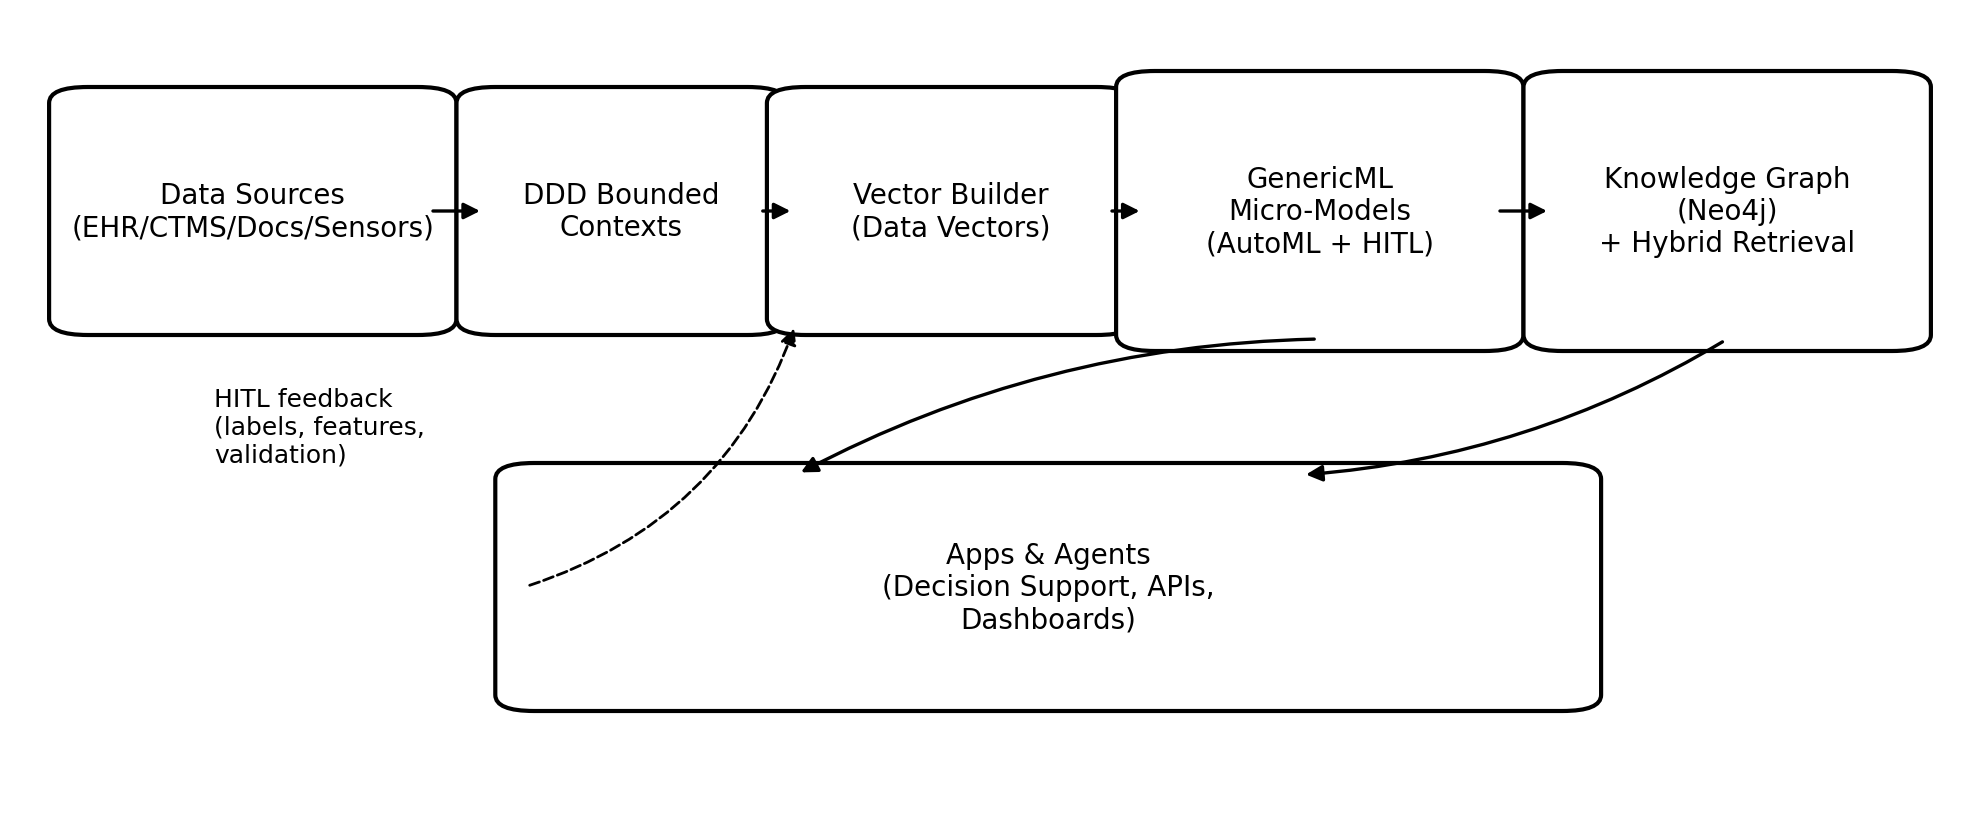 Data Sources
(EHR/CTMS/Docs/Sensors)
DDD Bounded
Contexts
Vector Builder
(Data Vectors)
GenericML
Micro-Models
(AutoML + HITL)
Knowledge Graph
(Neo4j)
+ Hybrid Retrieval
HITL feedback
(labels, features,
validation)
Apps & Agents
(Decision Support, APIs,
Dashboards)